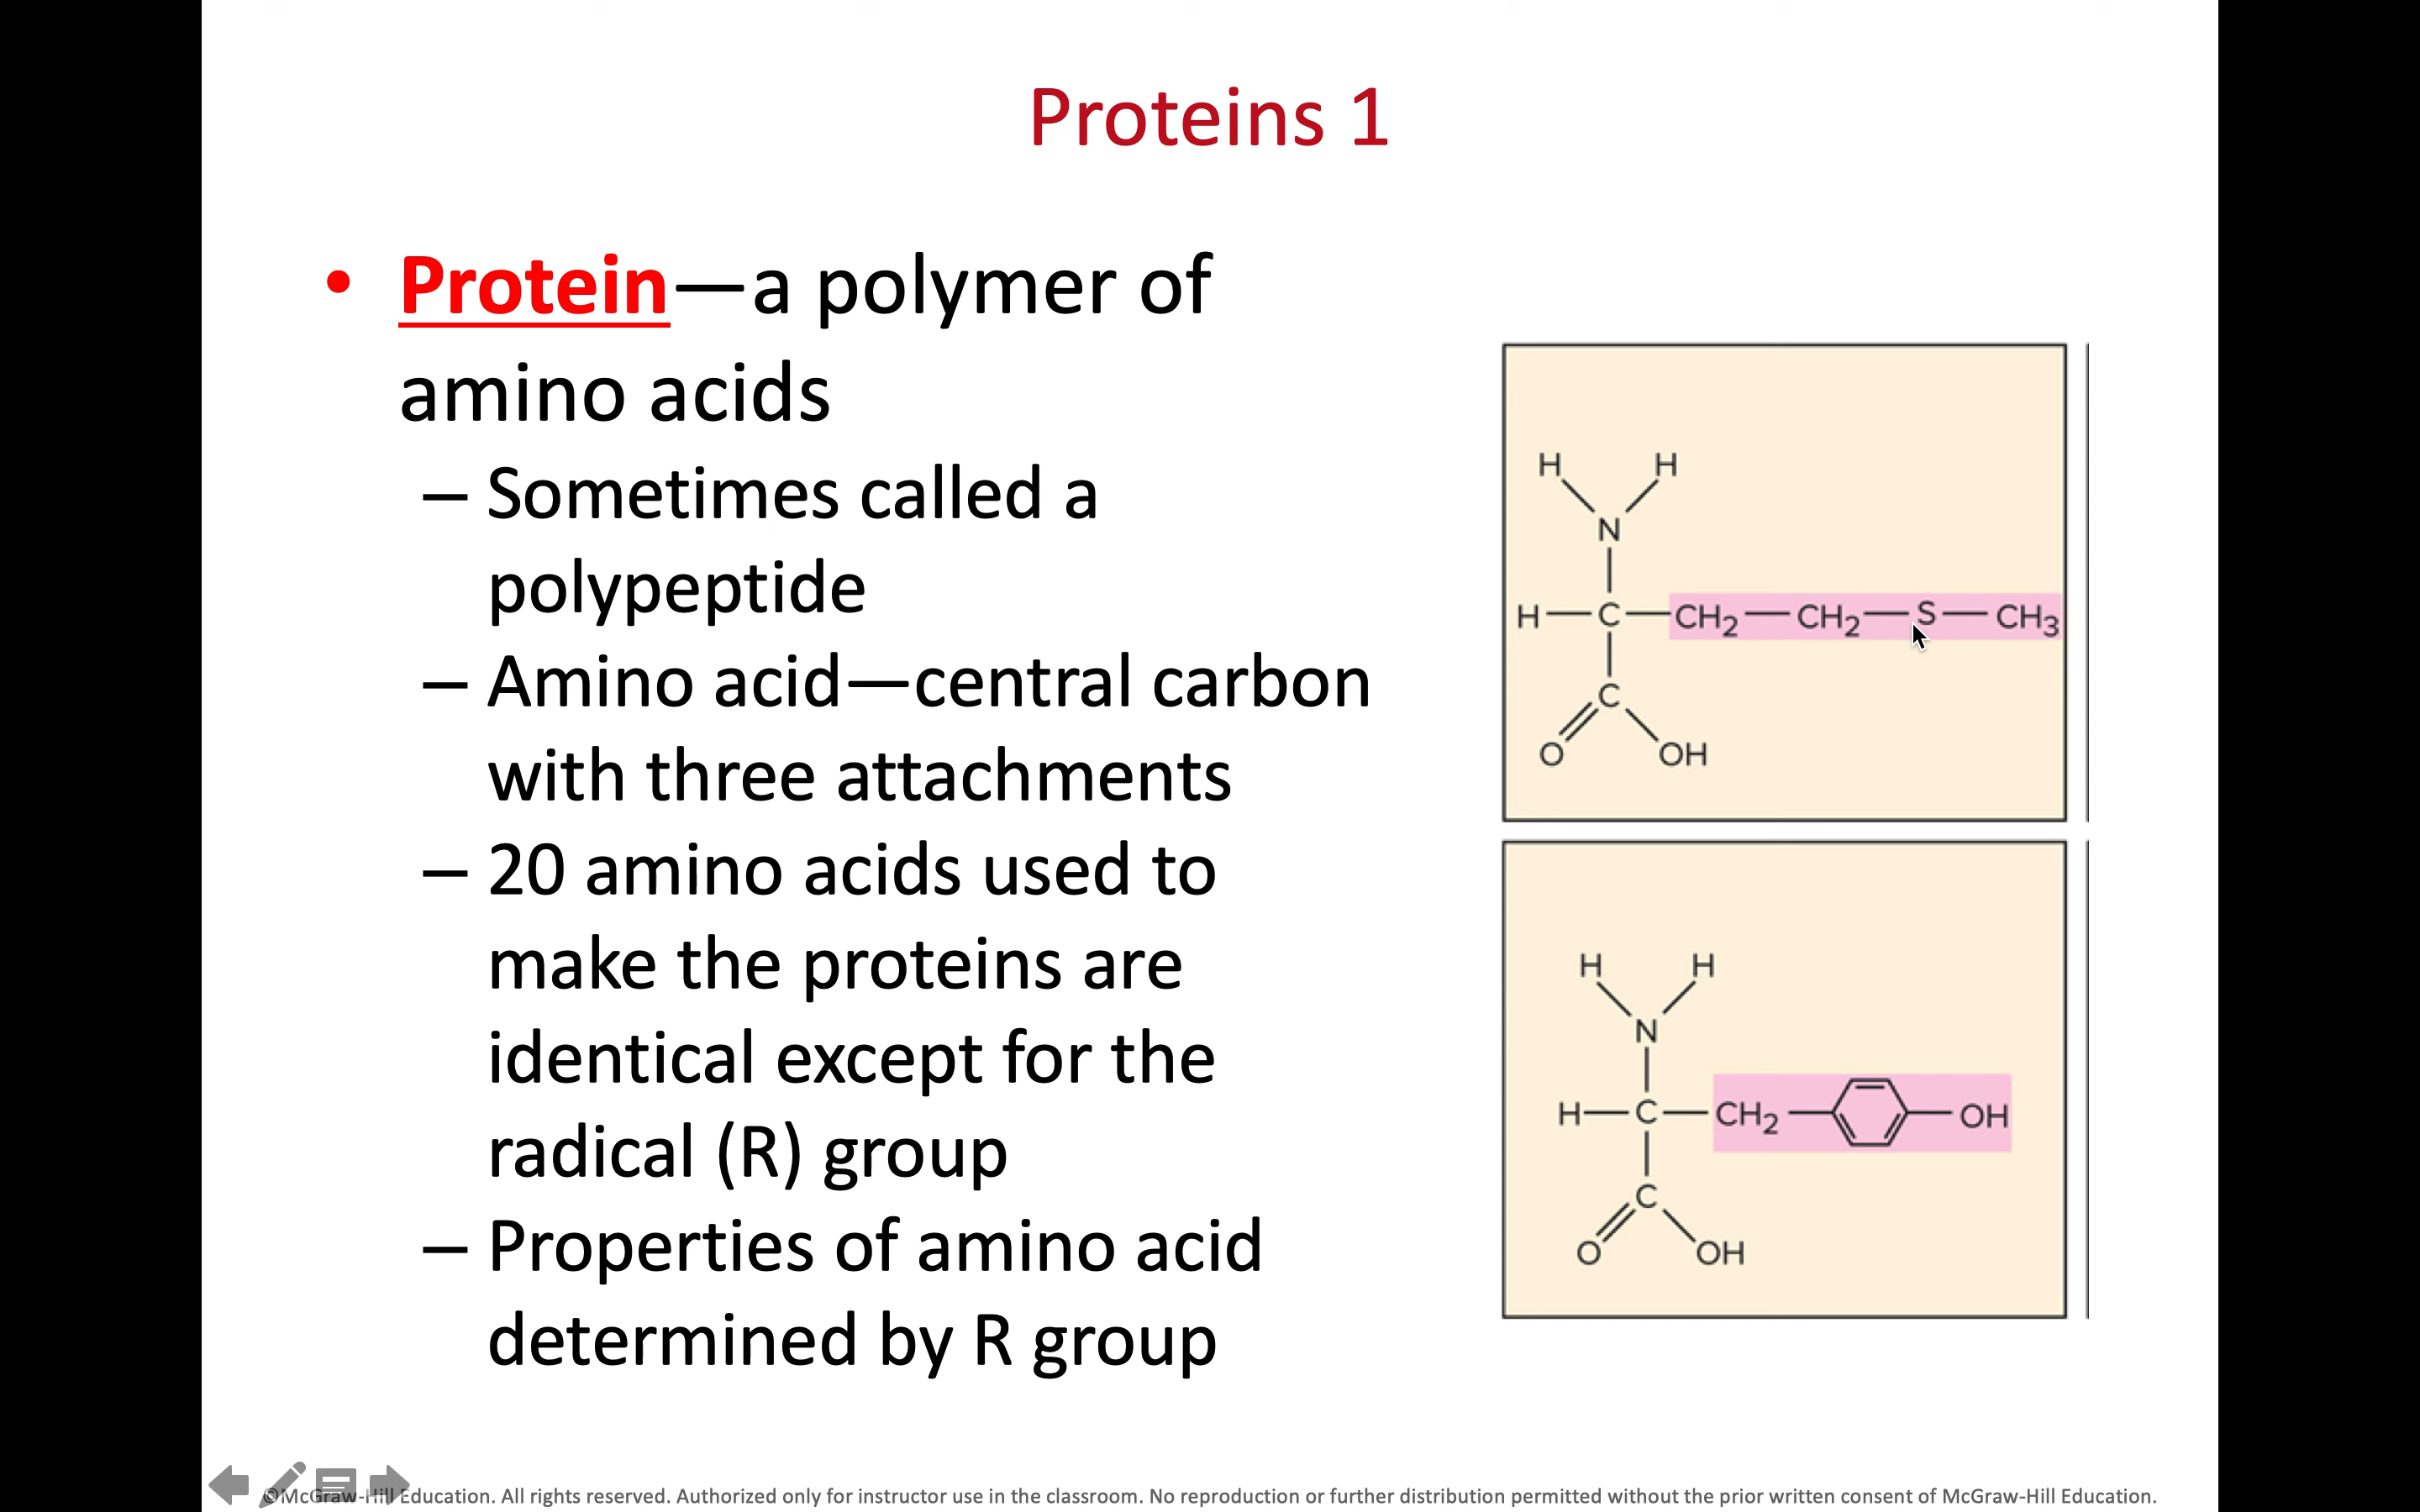 Proteins 1
• Protein—a polymer of
amino acids
– Sometimes called a
polypeptide
– Amino acid—central carbon
with three attachments
– 20 amino acids used to
make the proteins are
identical except for the
radical (R) group
– Properties of amino acid
determined by R group
H H
N
H C CH2 CH2 S CH3
C
O OH
H H
N
H C CH2 OH
C
O OH
©McGraw-Hill Education. All rights reserved. Authorized only for instructor use in the classroom. No reproduction or further distribution permitted without the prior written consent of McGraw-Hill Education.